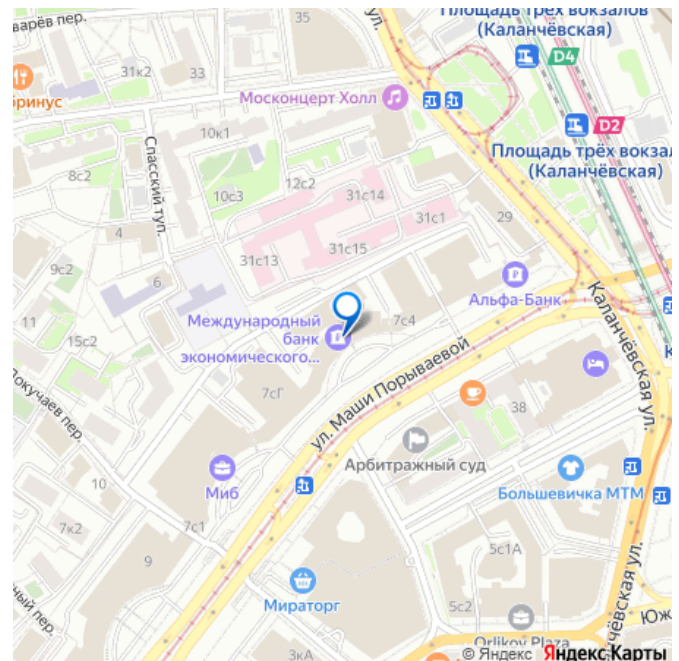 Площадь трёх вокзалов
(Каланчёвская)
D4
ул.
35
31к2
33
Москонцерт Холл
10к1
D2
Площадь трёх вокзал
(Каланчёвская)
Спасский туп.
8с2
12с2
10с3
31с14
31с1
29
4
31с13
31с15
9с2
6
Альфа-Банк
Каланчёвская ул.
Международный
банк
экономического...
7с4
11
15с2
ул. Маши Порываевой
7сГ
38
Арбитражный суд
Миб
10
Большевичка МТМ
7к2
7с1
9
5с1А
Мираторг
5с2
Orlikov Plaza
Юж
3кА
© Яндекс Яндекс Карты